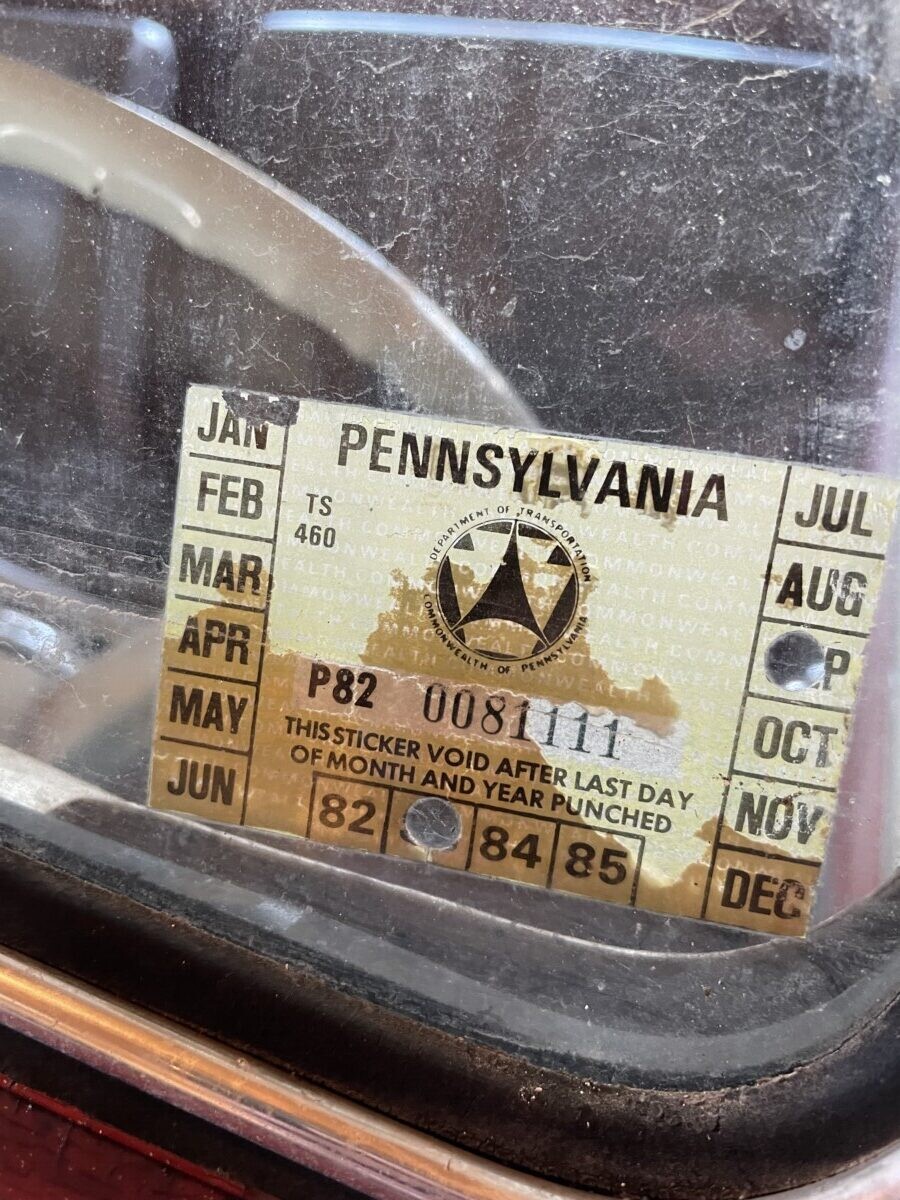 JAN
FEB
MAR
APR
MAY
JUN
PENNSYLVANIA
TS
460
DEPARTMENT OF TRANSPORTATION
COMMONWEALTH OF PENNSYLVANIA
P82 0081111
THIS STICKER VOID AFTER LAST DAY
OF MONTH AND YEAR PUNCHED
82 84 85
JUL
AUG
P
OCT
NOV
DEC